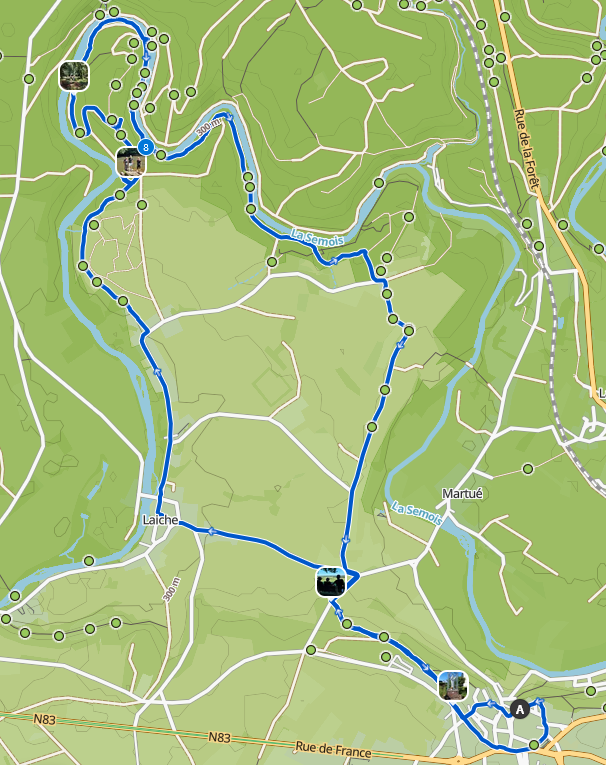 Rue de la Forêt
8
300 m
La Semois
La Semois
Martué
Laiche
300 m
A
N83
N83
Rue de France